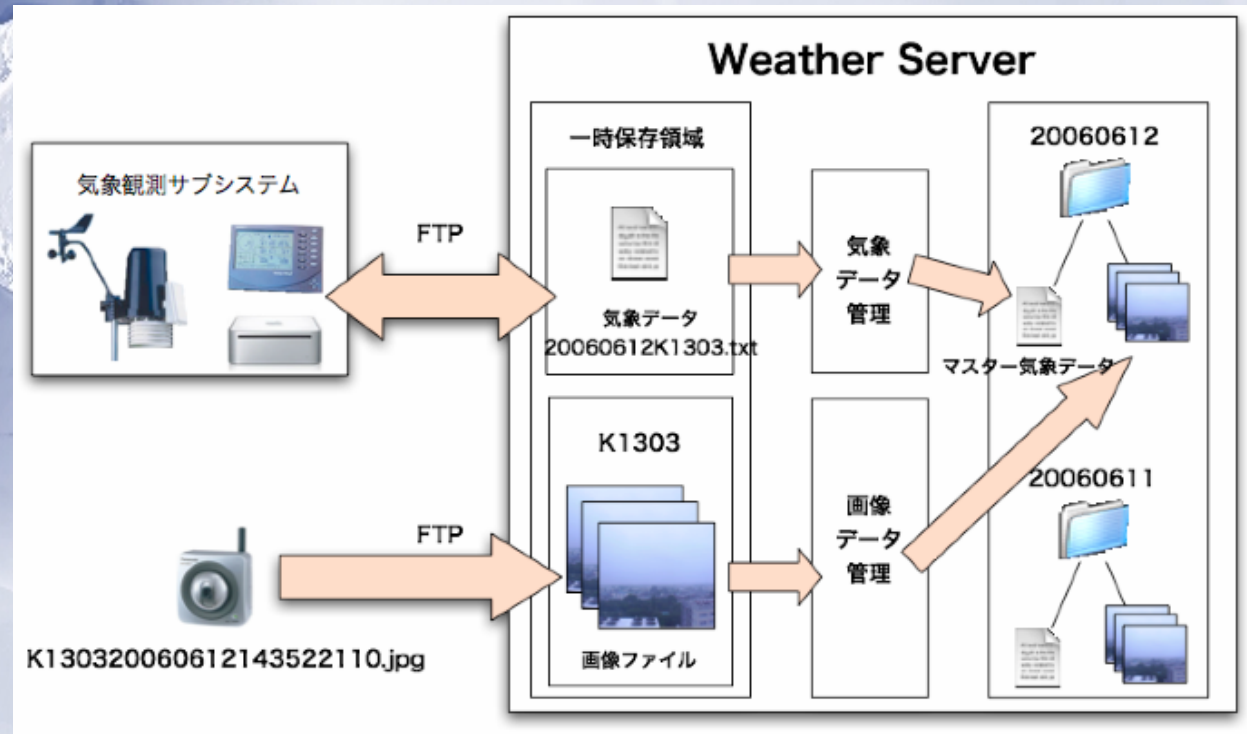 Weather Server
気象観測サブシステム
FTP
一時保存領域
気象データ
20060612K1303.txt
気象
データ
管理
20060612
マスター気象データ
K13032006061214352​2110.jpg
FTP
K1303
画像ファイル
画像
データ
管理
20060611